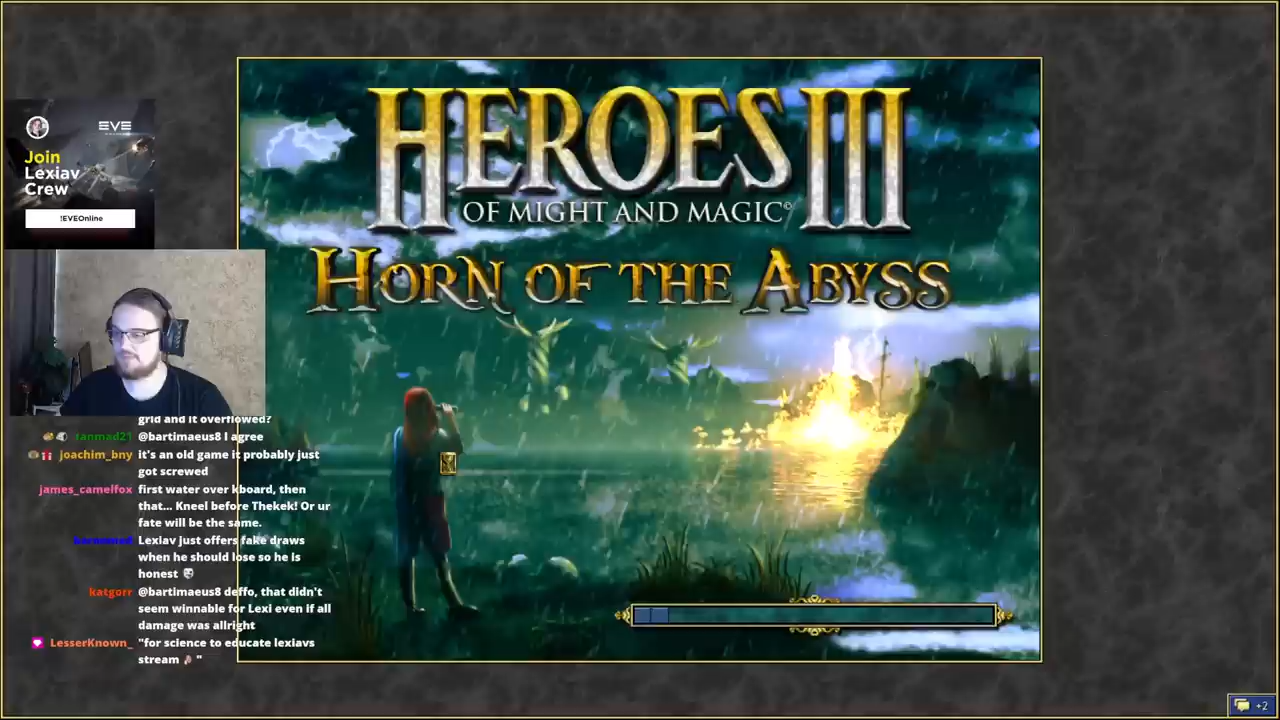 HEROES III
OF MIGHT AND MAGIC®
HORN OF THE ABYSS
EVE
Join
Lexiav
Crew
!EVEOnline
grid and it overflowed?
tanmad21 @bartimaeus8 I agree
joachim_bny it's an old game it probably just
got screwed
james_camelfox first water over kboard, then
that... Kneel before Thekek! Or ur
fate will be the same.
Lexiav just offers fake draws
when he should lose so he is
honest
katgorr @bartimaeus8 deffo, that didn't
seem winnable for Lexi even if all
damage was allright
LesserKnown_ "for science to educate lexiavs
stream "
+2